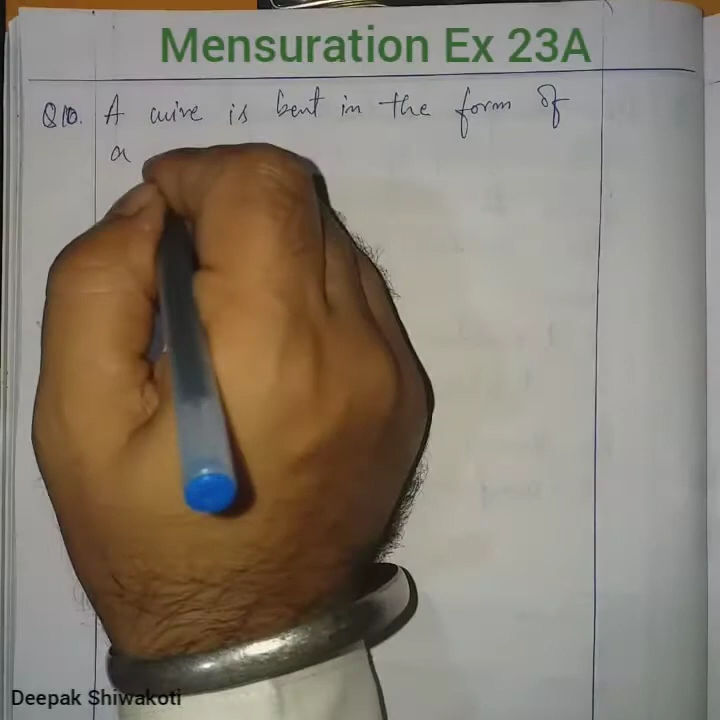 Mensuration Ex 23A
Q10. A wire is bent in the form of
a
Deepak Shiwakoti